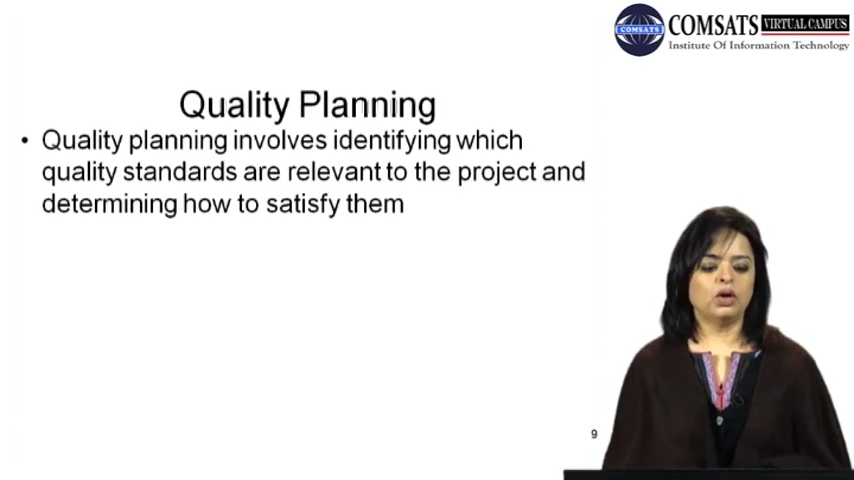 COMSATS
COMSATS VIRTUAL CAMPUS
Institute Of Information Technology
Quality Planning
• Quality planning involves identifying which
quality standards are relevant to the project and
determining how to satisfy them
9